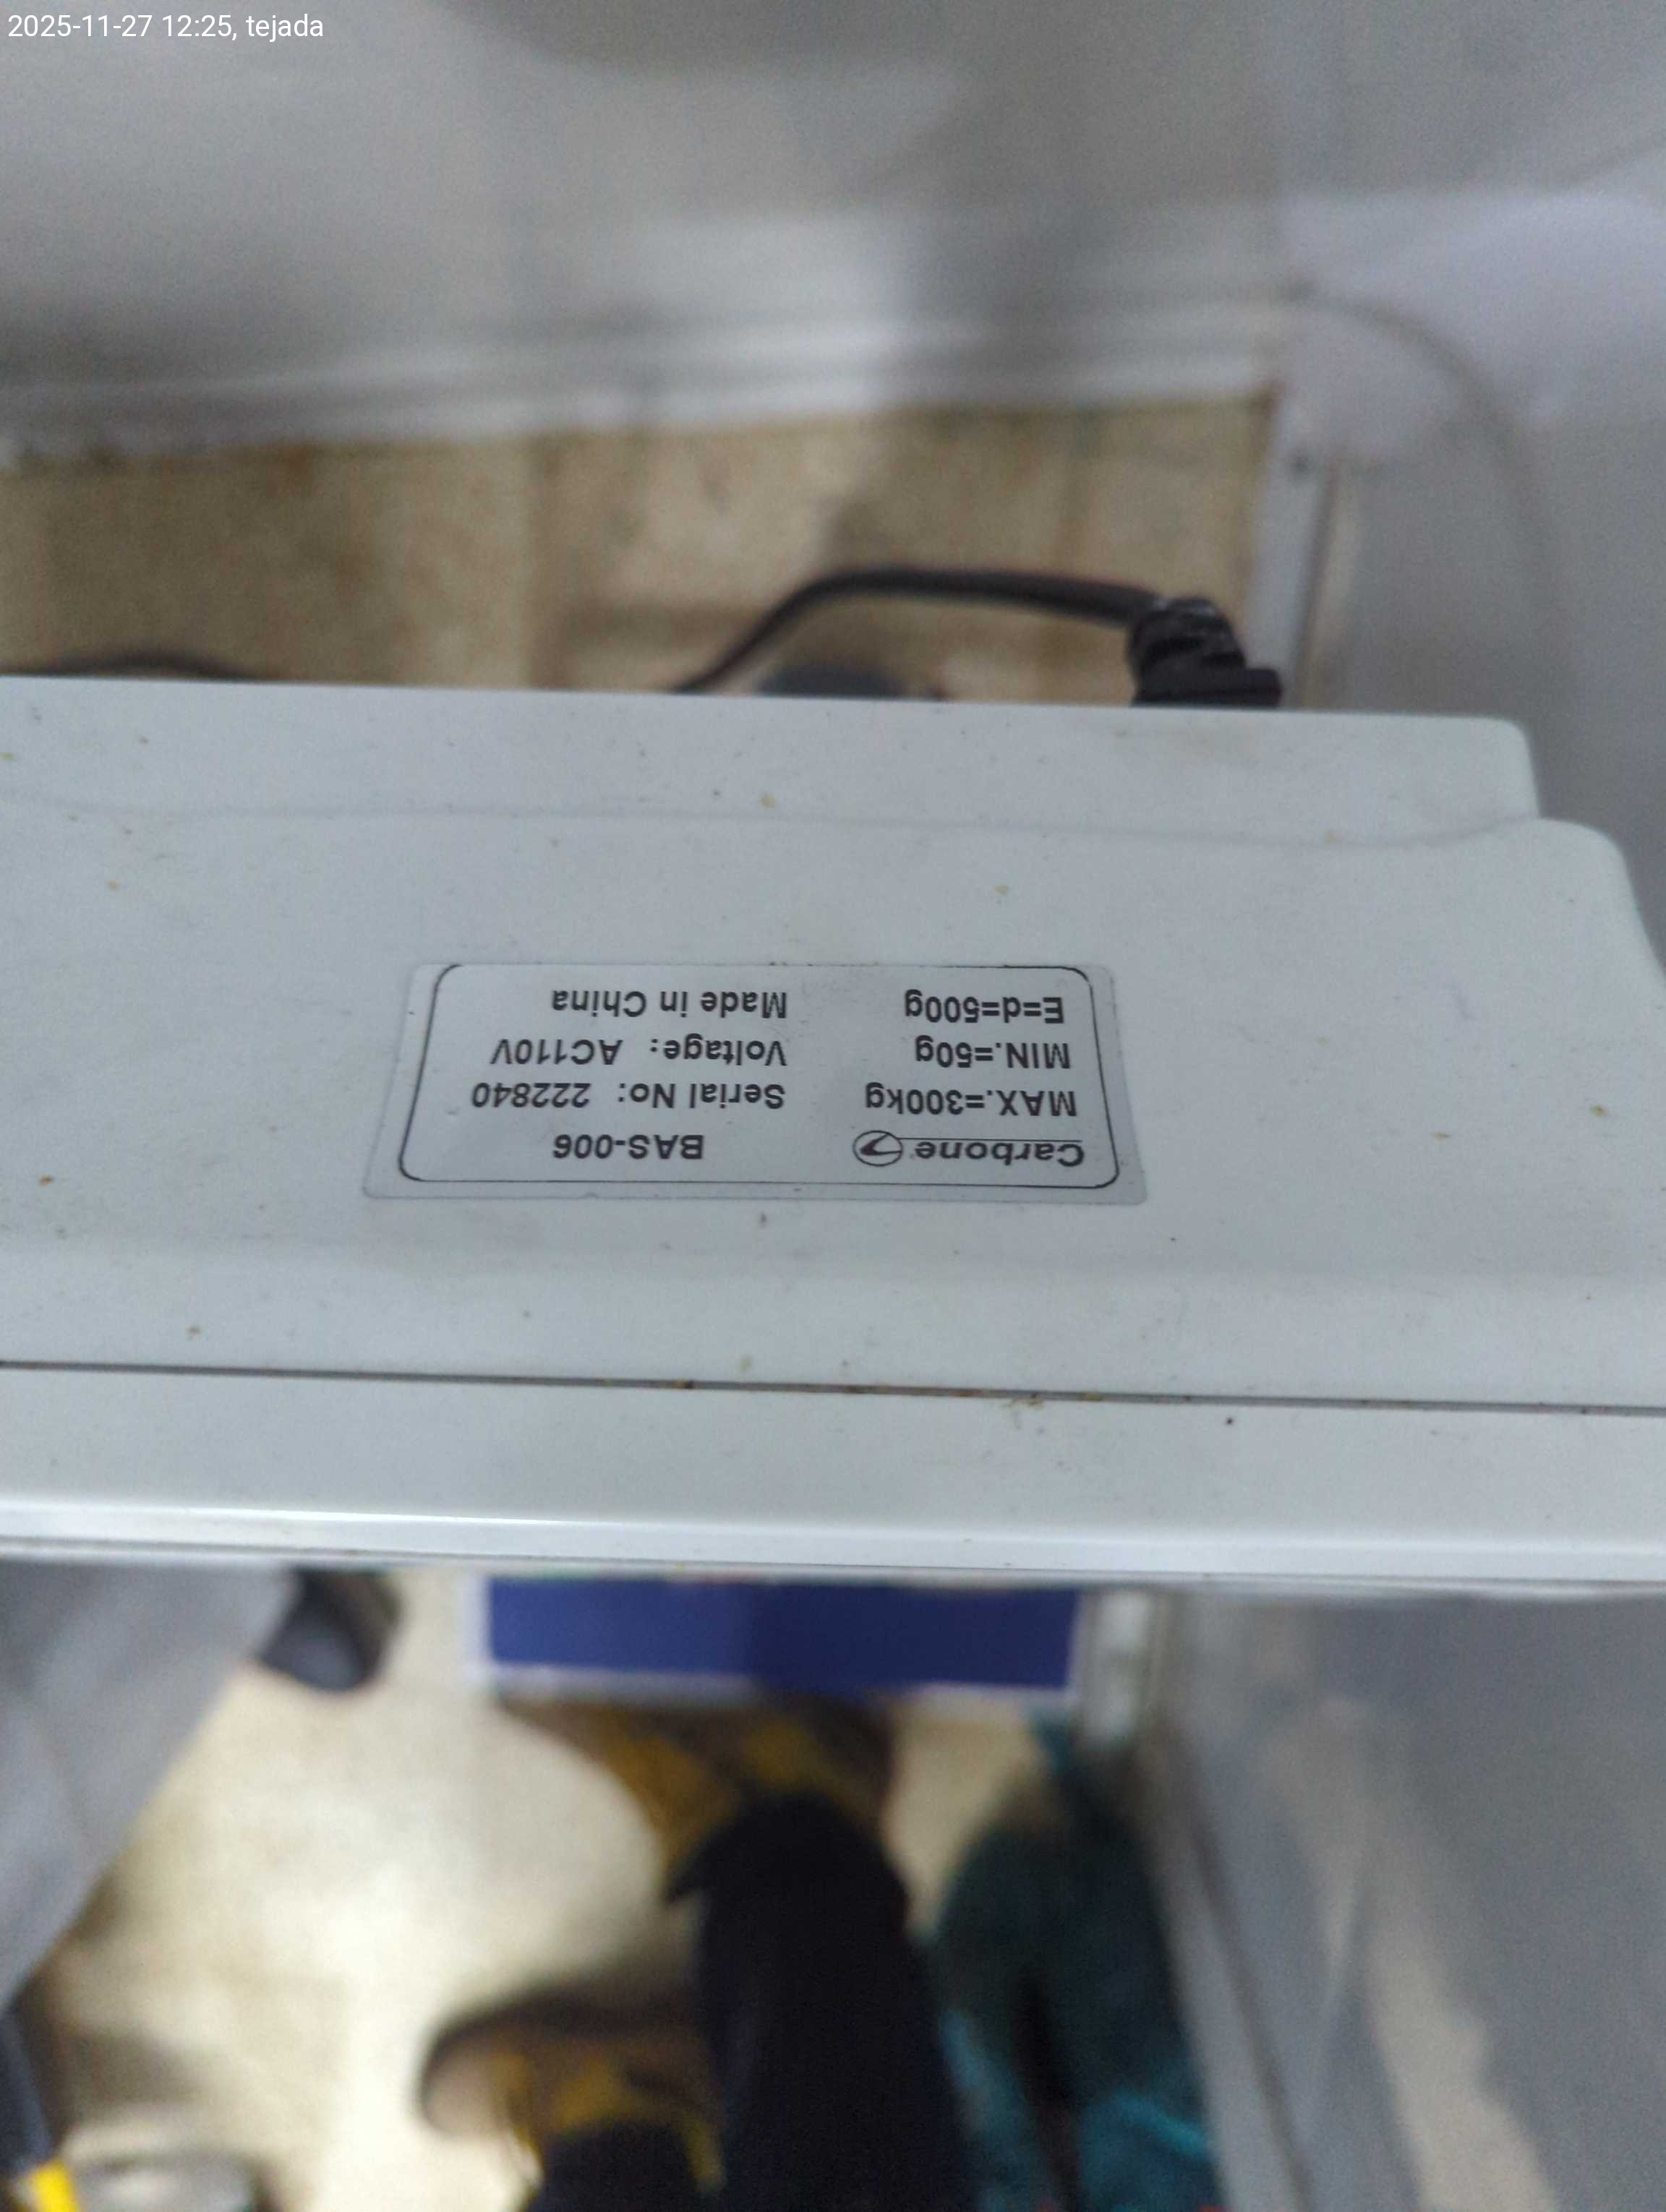 2025-11-27 12:25, tejada
Carbone BAS-006
MAX.=300kg Serial No: 222840
MIN.=50g Voltage: AC110V
E=d=500g Made in China